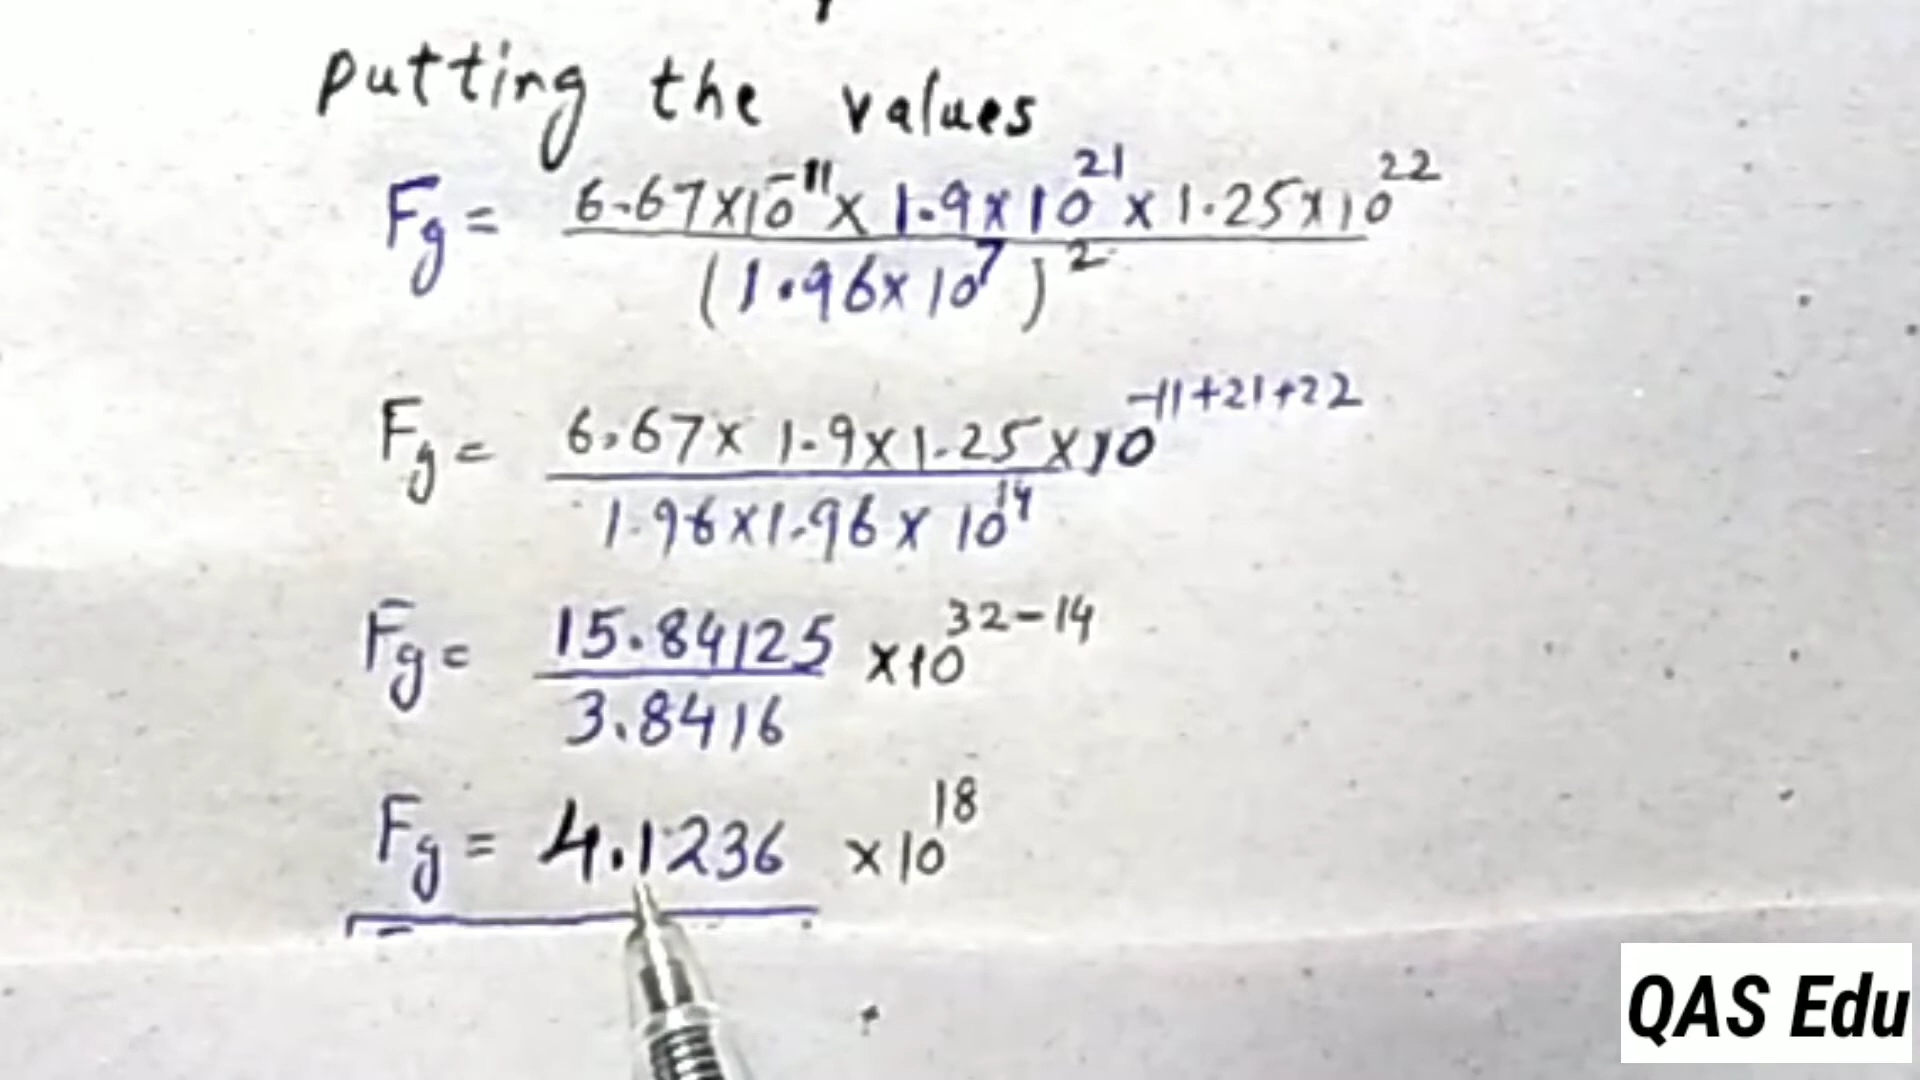 putting the values
Fg = 6.67×10⁻¹¹ × 1.9×10²¹ × 1.25×10²²
(1.96×10⁷)²
Fg = 6.67× 1.9×1.25×10⁻¹¹⁺²¹⁺²²
1.96×1.96× 10¹⁴
Fg = 15.84125 ×10³²⁻¹⁴
3.8416
Fg = 4.1236 ×10¹⁸
QAS Edu